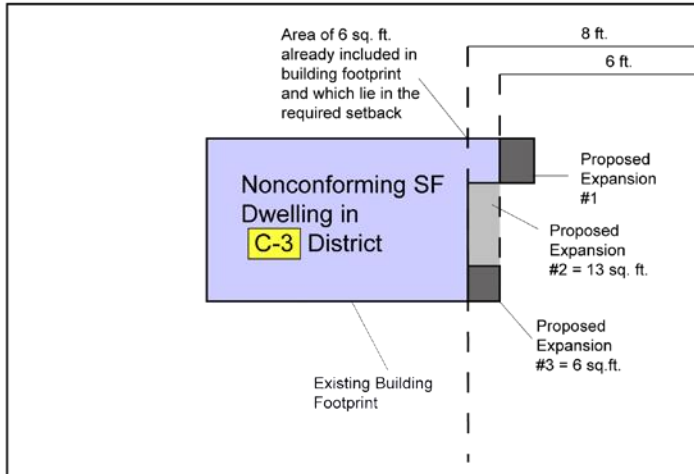 Area of 6 sq. ft.
already included in
building footprint
and which lie in the
required setback
8 ft.
6 ft.
Nonconforming SF
Dwelling in
C-3 District
Proposed
Expansion
#1
Proposed
Expansion
#2 = 13 sq. ft.
Proposed
Expansion
#3 = 6 sq.ft.
Existing Building
Footprint